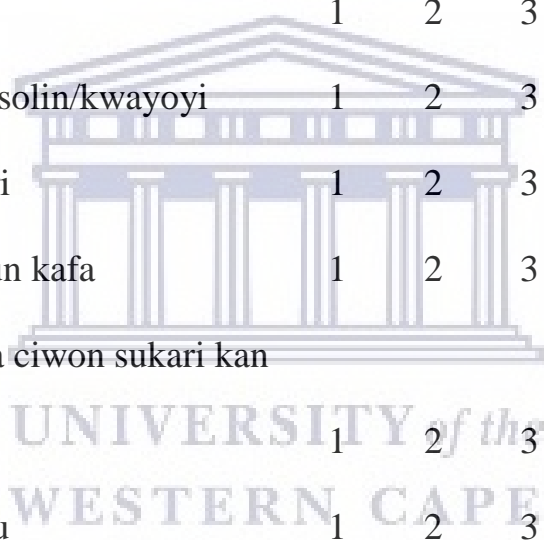 1 2 3
solin/kwayoyi 1 2 3
i 1 2 3
un kafa 1 2 3
a ciwon sukari kan
UNIVERSITY of the
1 2 3
WESTERN CAPE
u 1 2 3